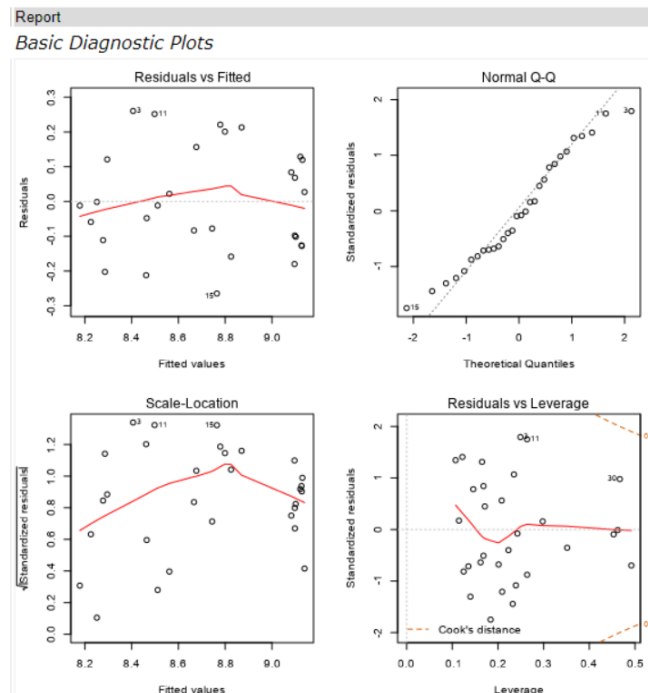 Report
Basic Diagnostic Plots
Residuals vs Fitted
Residuals
0.3
0.2
0.1
0.0
-0.1
-0.2
-0.3
3
11
15
8.2 8.4 8.6 8.8 9.0
Fitted values
Normal Q-Q
Standardized residuals
2
1
0
-1
11
3
15
-2 -1 0 1 2
Theoretical Quantiles
Scale-Location
√|Standardized residuals|
1.2
1.0
0.8
0.6
0.4
0.2
0.0
3
11
15
8.2 8.4 8.6 8.8 9.0
Fitted values
Residuals vs Leverage
Standardized residuals
2
1
0
-1
-2
3
11
30
Cook's distance
0.0 0.1 0.2 0.3 0.4 0.5
Leverage